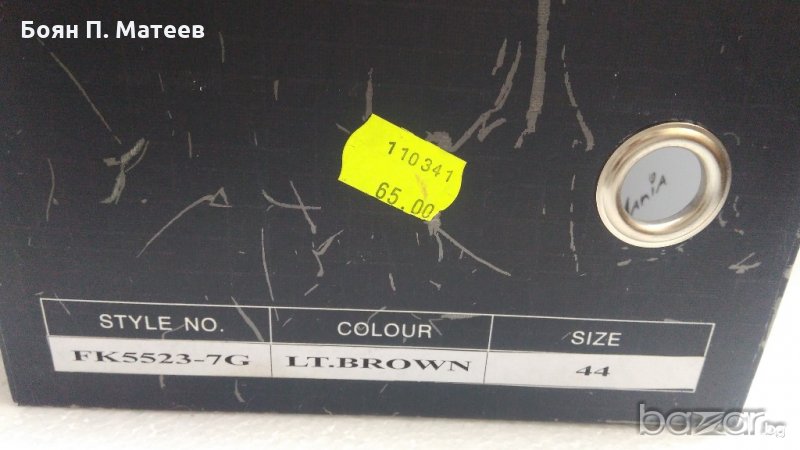 Боян П. Матеев
110341
65.00
STYLE NO. COLOUR SIZE
FK5523-7G LT.BROWN 44
bazar.bg